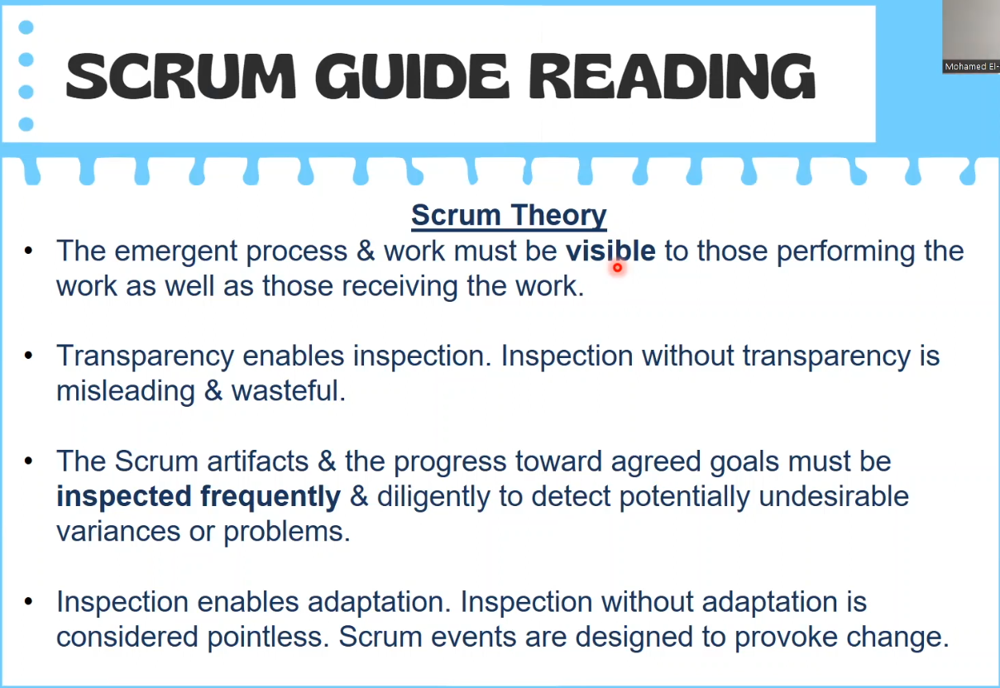 SCRUM GUIDE READING
Mohamed El-
Scrum Theory
• The emergent process & work must be visible to those performing the
work as well as those receiving the work.
• Transparency enables inspection. Inspection without transparency is
misleading & wasteful.
• The Scrum artifacts & the progress toward agreed goals must be
inspected frequently & diligently to detect potentially undesirable
variances or problems.
• Inspection enables adaptation. Inspection without adaptation is
considered pointless. Scrum events are designed to provoke change.